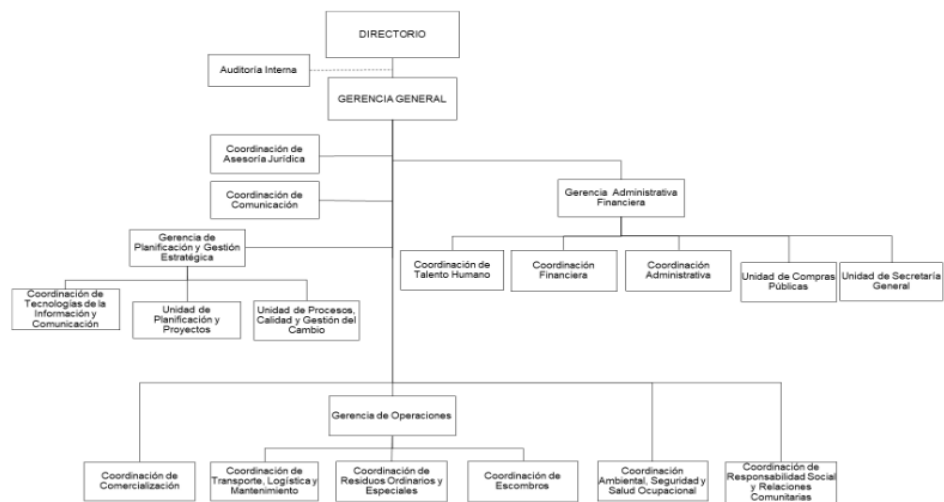 DIRECTORIO
Auditoría Interna
GERENCIA GENERAL
Coordinación de
Asesoría Jurídica
Coordinación de
Comunicación
Gerencia Administrativa
Financiera
Gerencia de
Planificación y Gestión
Estratégica
Coordinación de
Talento Humano
Coordinación
Financiera
Coordinación
Administrativa
Unidad de Compras
Públicas
Unidad de Secretaría
General
Coordinación de
Tecnologías de la
Información y
Comunicación
Unidad de
Planificación y
Proyectos
Unidad de Procesos,
Calidad y Gestión del
Cambio
Gerencia de Operaciones
Coordinación de
Comercialización
Coordinación de
Transporte, Logística y
Mantenimiento
Coordinación de
Residuos Ordinarios y
Especiales
Coordinación de
Escombros
Coordinación
Ambiental, Seguridad y
Salud Ocupacional
Coordinación de
Responsabilidad Social
y Relaciones
Comunitarias